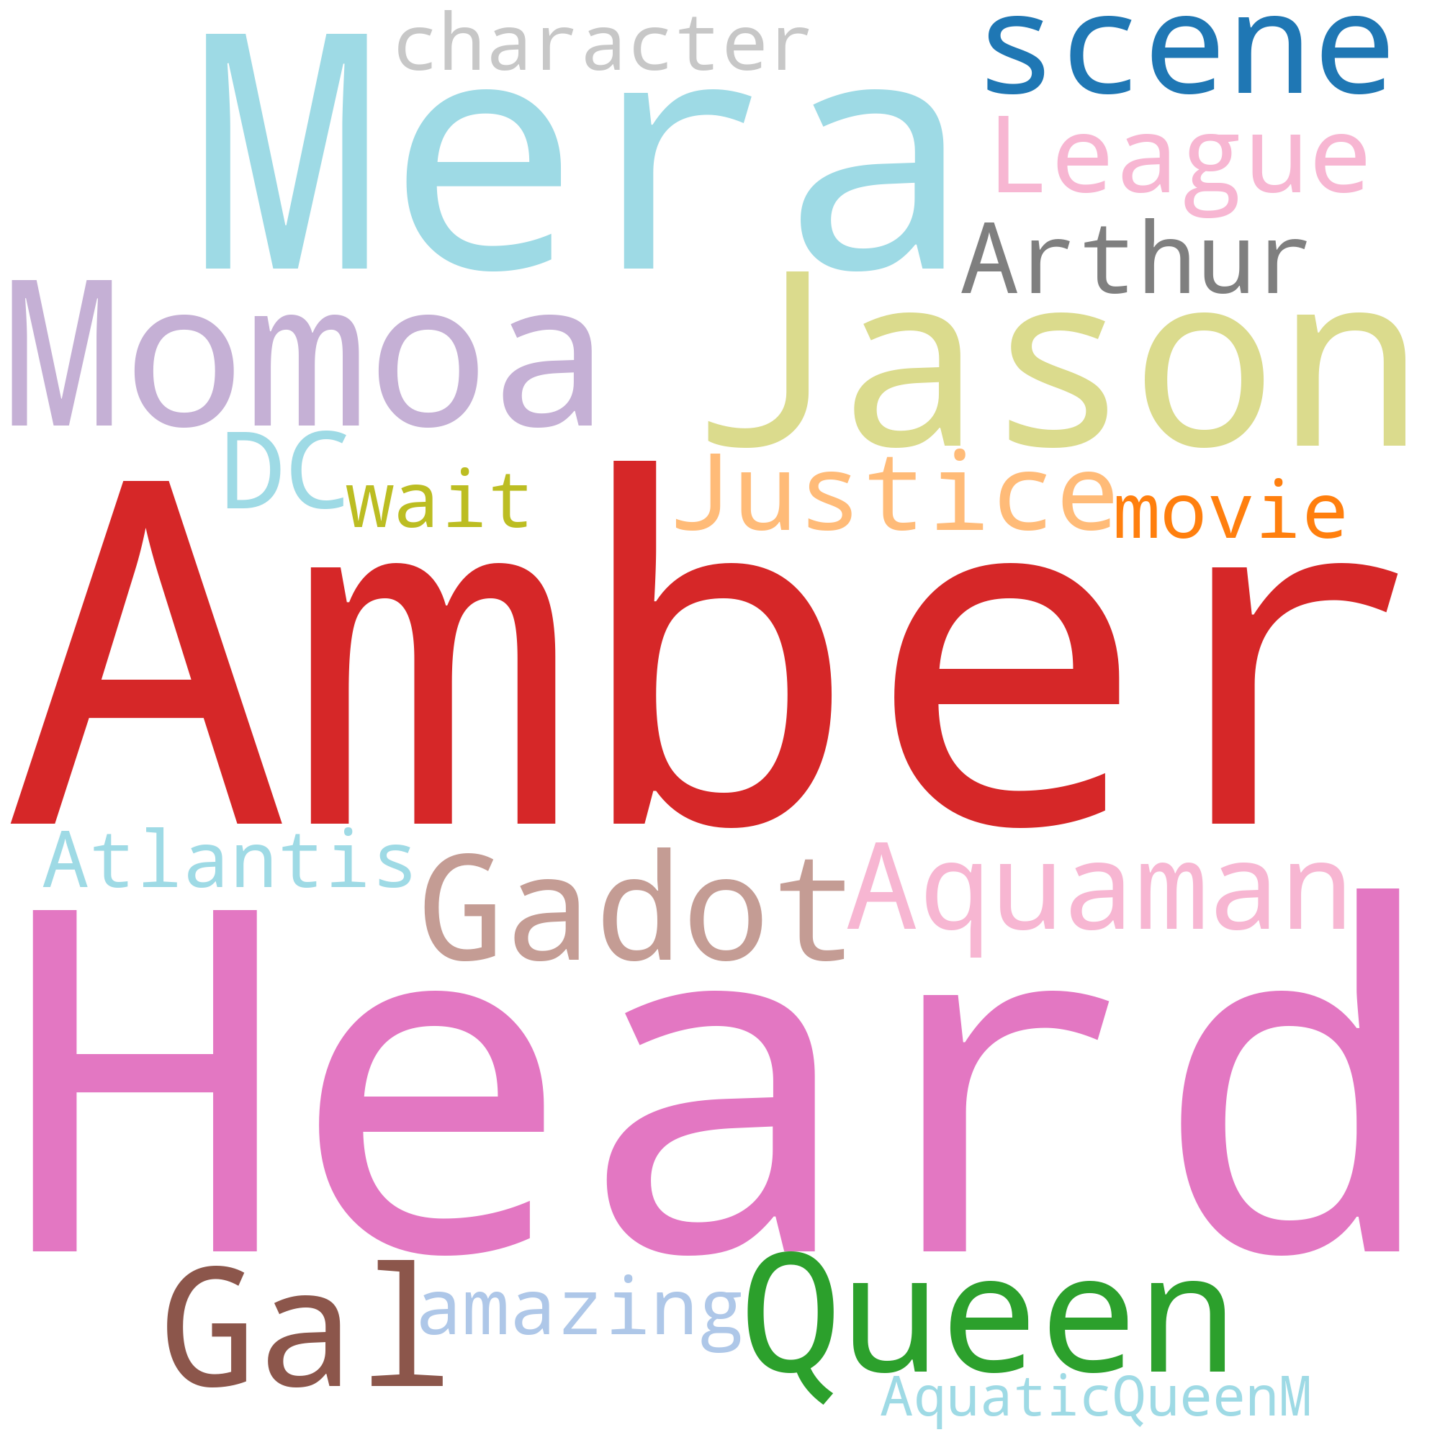 character
scene
Mera
League
Arthur
Momoa
Jason
DC
wait
Justice
movie
Amber
Atlantis
Gadot
Aquaman
Heard
Gal
amazing
Queen
AquaticQueenM